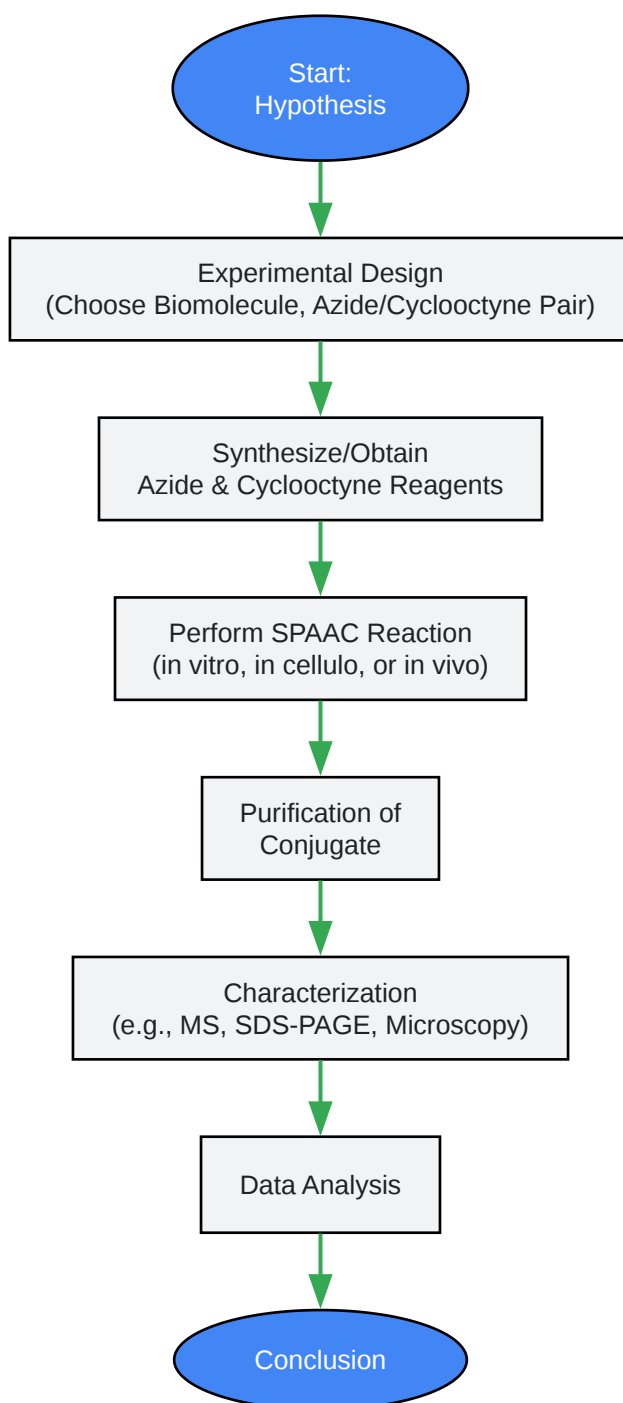 Start:
Hypothesis
Experimental Design
(Choose Biomolecule, Azide/Cyclooctyne Pair)
Synthesize/Obtain
Azide & Cyclooctyne Reagents
Perform SPAAC Reaction
(in vitro, in cellulo, or in vivo)
Purification of
Conjugate
Characterization
(e.g., MS, SDS-PAGE, Microscopy)
Data Analysis
Conclusion